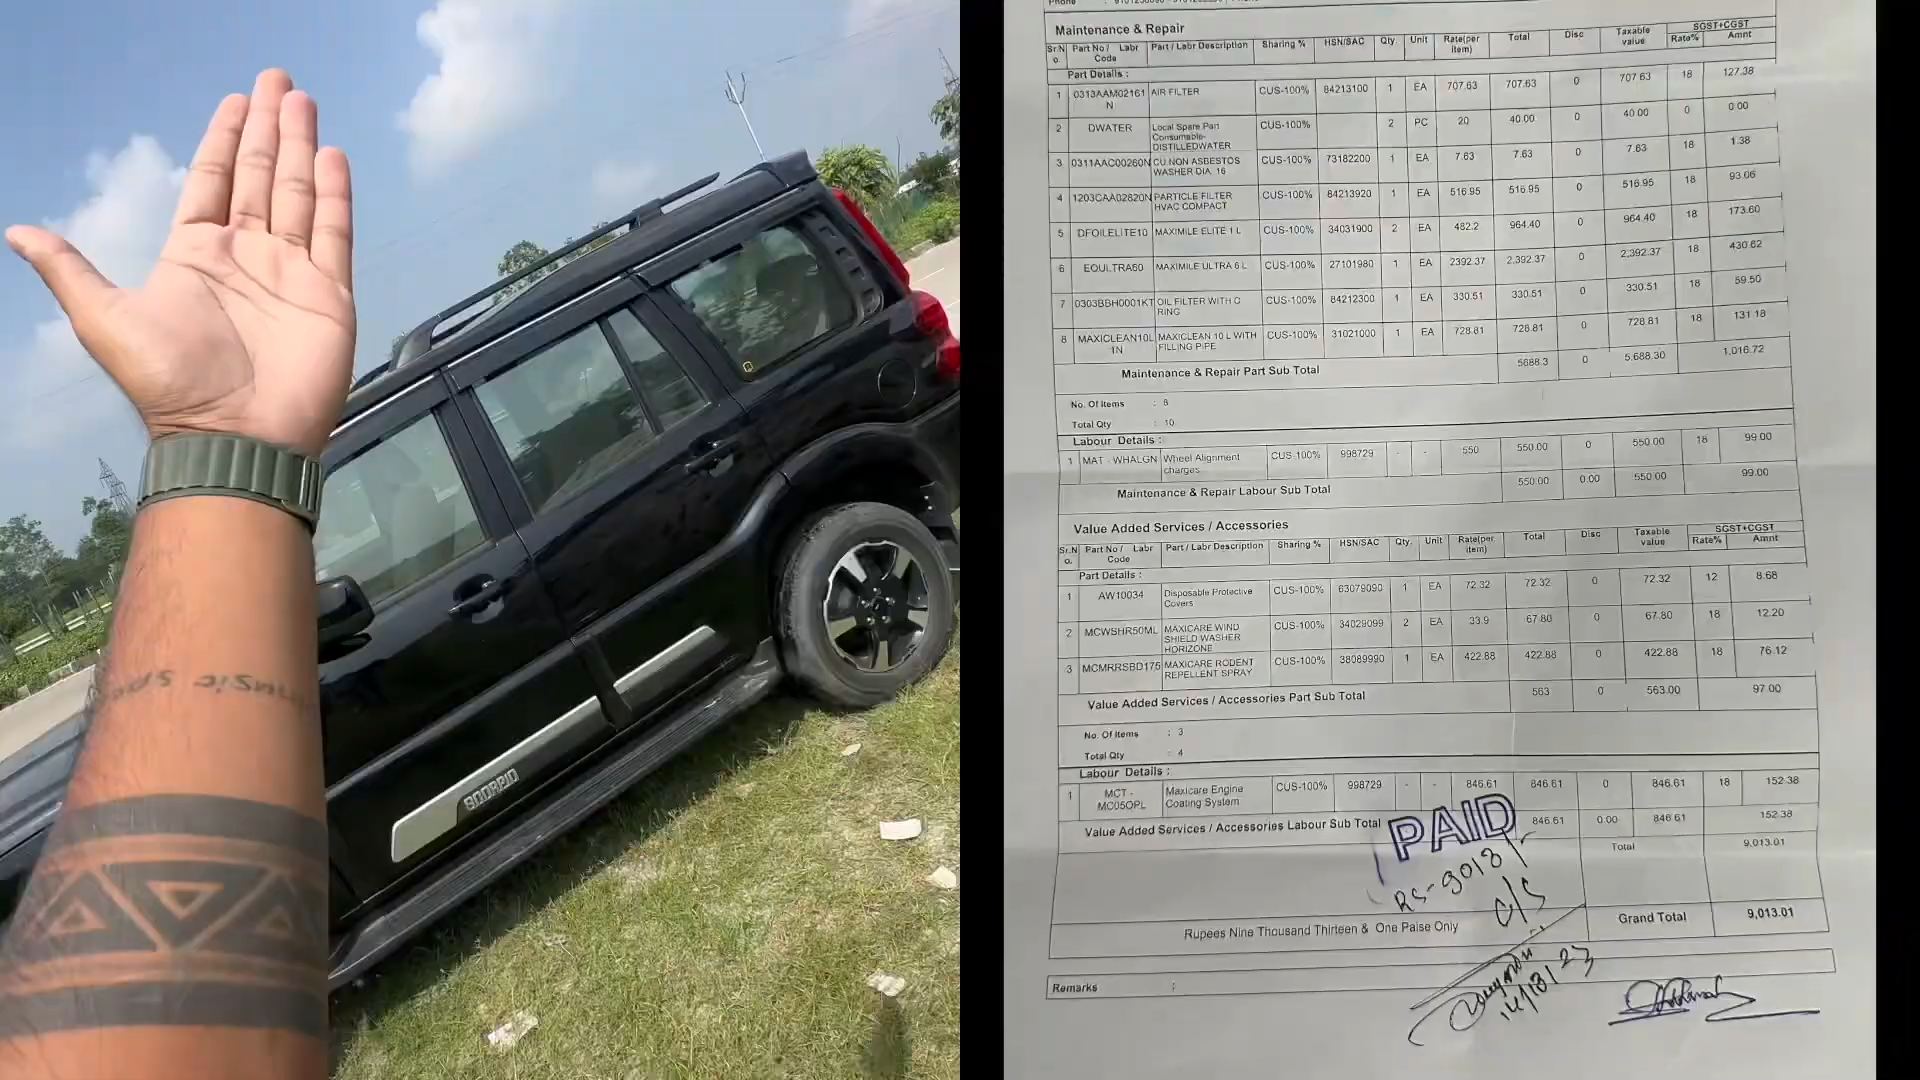 SCORPIO
music
Maintenance & Repair
SGST+CGST
Sr.N o. Part No / Labr Code Part / Labr Description Sharing % HSN/SAC Qty. Unit Rate(per item) Total Disc Taxable value Rate% Amnt
Part Details :
1 0313AAM02161 N AIR FILTER CUS-100% 84213100 1 EA 707.63 707.63 0 707.63 18 127.38
2 DWATER Local Spare Part Consumable- DISTILLEDWATER CUS-100% 2 PC 20 40.00 0 40.00 0 0.00
3 0311AAC00260N CU NON ASBESTOS WASHER DIA. 16 CUS-100% 73182200 1 EA 7.63 7.63 0 7.63 18 1.38
4 1203CAA02820N PARTICLE FILTER HVAC COMPACT CUS-100% 84213920 1 EA 516.95 516.95 0 516.95 18 93.06
5 DFOILELITE10 MAXIMILE ELITE 1 L CUS-100% 34031900 2 EA 482.2 964.40 0 964.40 18 173.60
6 EOULTRA60 MAXIMILE ULTRA 6 L CUS-100% 27101980 1 EA 2392.37 2,392.37 0 2,392.37 18 430.62
7 0303BBH0001KT OIL FILTER WITH O RING CUS-100% 84212300 1 EA 330.51 330.51 0 330.51 18 59.50
8 MAXICLEAN10L 1N MAXICLEAN 10 L WITH FILLING PIPE CUS-100% 31021000 1 EA 728.81 728.81 0 728.81 18 131.18
Maintenance & Repair Part Sub Total 5688.3 0 5,688.30 1,016.72
No. Of Items : 8
Total Qty : 10
Labour Details :
1 MAT - WHALGN Wheel Alignment charges CUS-100% 998729 - - 550 550.00 0 550.00 18 99.00
Maintenance & Repair Labour Sub Total 550.00 0.00 550.00 99.00
Value Added Services / Accessories
SGST+CGST
Sr.N o. Part No / Labr Code Part / Labr Description Sharing % HSN/SAC Qty. Unit Rate(per item) Total Disc Taxable value Rate% Amnt
Part Details :
1 AW10034 Disposable Protective Covers CUS-100% 63079090 1 EA 72.32 72.32 0 72.32 12 8.68
2 MCWSHR50ML MAXICARE WIND SHIELD WASHER HORIZONE CUS-100% 34029099 2 EA 33.9 67.80 0 67.80 18 12.20
3 MCMRRSBD175 MAXICARE RODENT REPELLENT SPRAY CUS-100% 38089990 1 EA 422.88 422.88 0 422.88 18 76.12
Value Added Services / Accessories Part Sub Total 563 0 563.00 97.00
No. Of Items : 3
Total Qty : 4
Labour Details :
1 MCT - MC05OPL Maxicare Engine Coating System CUS-100% 998729 - - 846.61 846.61 0 846.61 18 152.38
Value Added Services / Accessories Labour Sub Total 846.61 0.00 846.61 152.38
PAID
Total 9,013.01
Rs-9013/-
Rupees Nine Thousand Thirteen & One Paise Only Grand Total 9,013.01
Remarks :